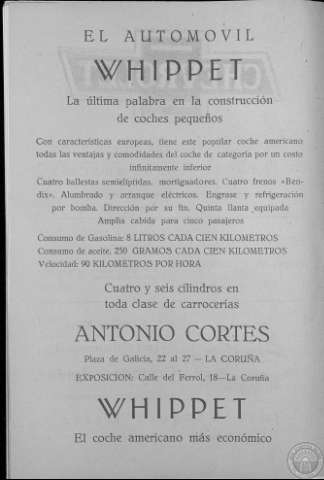 EL AUTOMOVIL
WHIPPET
La última palabra en la construcción
de coches pequeños
Con características europeas, tiene este popular coche americano
todas las ventajas y comodidades del coche de categoría por un costo
infinitamente inferior
Cuatro ballestas semielípticas, mortiguadores. Cuatro frenos «Ben-
dix». Alumbrado y arranque eléctricos. Engrase y refrigeración
por bomba. Dirección por su fin. Quinta llanta equipada
Amplia cabida para cinco pasajeros
Consumo de Gasolina: 8 LITROS CADA CIEN KILOMETROS
Consumo de aceite. 250 GRAMOS CADA CIEN KILOMETROS
Velocidad: 90 KILOMETROS POR HORA
Cuatro y seis cilindros en
toda clase de carrocerías
ANTONIO CORTES
Plaza de Galicia, 22 al 27 — LA CORUÑA
EXPOSICION: Calle del Ferrol, 18—La Coruña
WHIPPET
El coche americano más económico